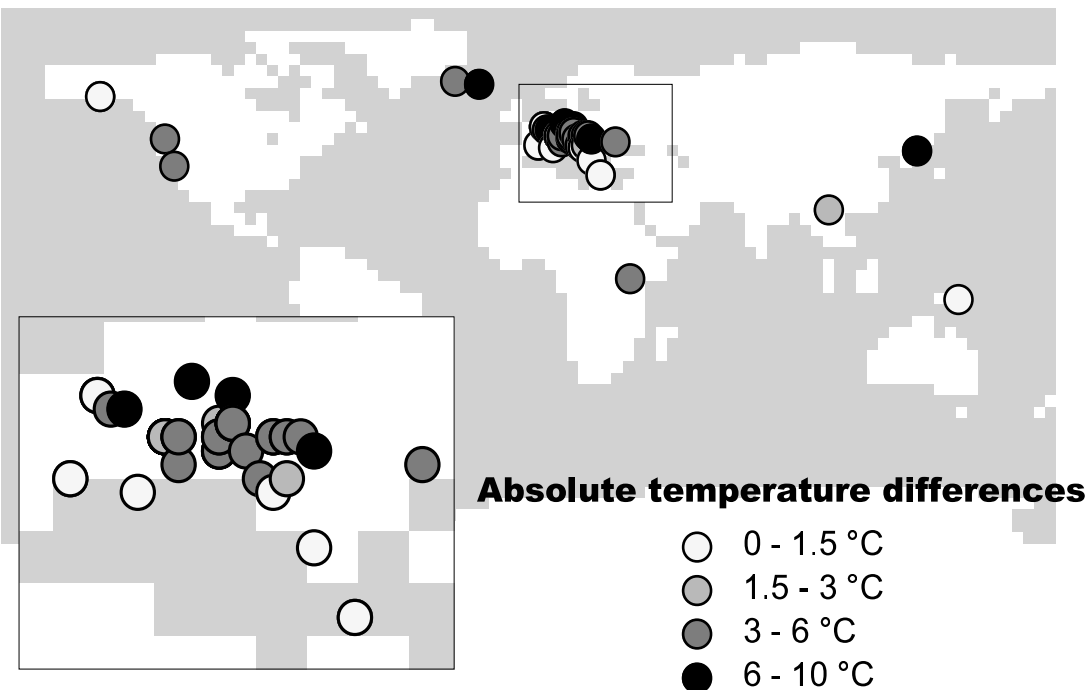 Absolute temperature differences
0 - 1.5 °C
1.5 - 3 °C
3 - 6 °C
6 - 10 °C